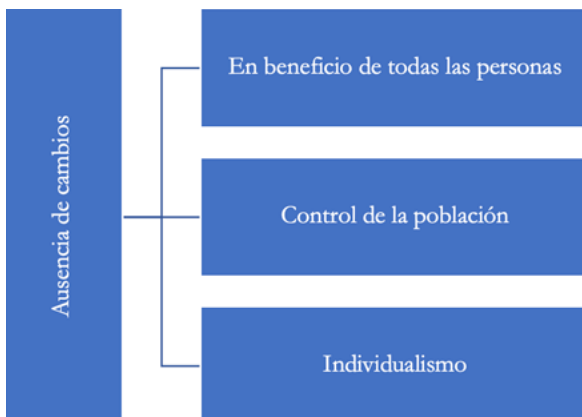 Ausencia de cambios
En beneficio de todas las personas
Control de la población
Individualismo